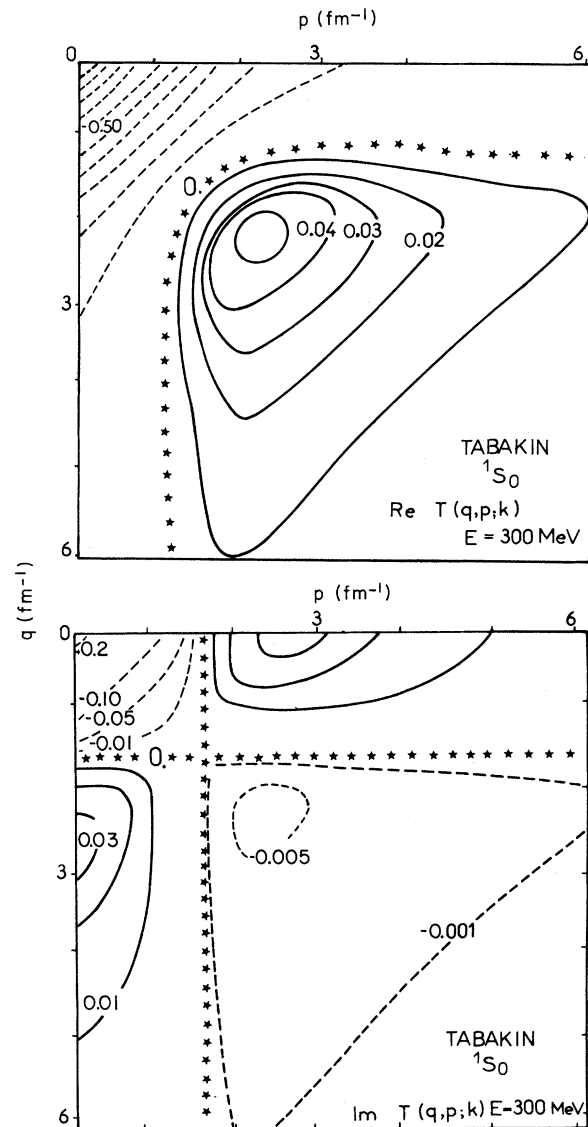 p (fm⁻¹)
0 3 6
-0.50
0.
0.04 0.03 0.02
3
TABAKIN
¹S₀
Re T(q,p;k)
E = 300 MeV
6
q (fm⁻¹)
p (fm⁻¹)
0 3 6
-0.2
-0.10
-0.05
-0.01 0.
0.03
3
-0.005
-0.001
0.01
TABAKIN
¹S₀
6
Im T(q,p;k) E-300 MeV